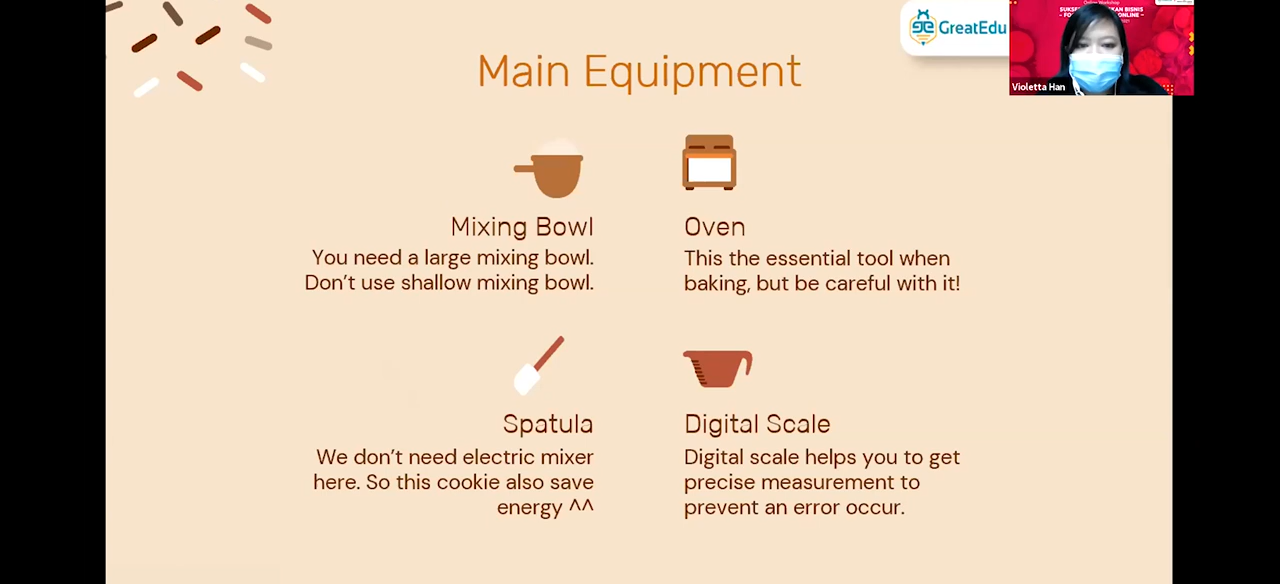 Main Equipment
GreatEdu
Violetta Han
Mixing Bowl
You need a large mixing bowl.
Don't use shallow mixing bowl.
Oven
This the essential tool when
baking, but be careful with it!
Spatula
We don't need electric mixer
here. So this cookie also save
energy ^^
Digital Scale
Digital scale helps you to get
precise measurement to
prevent an error occur.